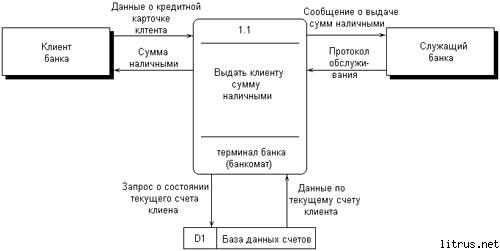 Данные о кредитной
карточке
клтента
Сообщение о выдаче
сумм наличными
1.1
Клиент
банка
Сумма
наличными
Выдать клиенту
сумму
наличными
Протокол
обслужи-
вания
Служащий
банка
терминал банка
(банкомат)
Запрос о состоянии
текущего счета
клиена
Данные по
текущему счету
клиента
D1
База данных счетов
litrus.net